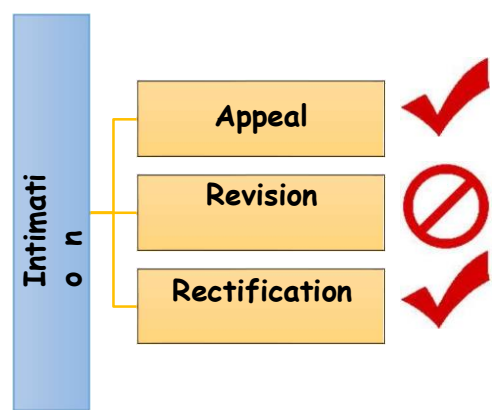 Intimati
o n
Appeal
Revision
Rectification